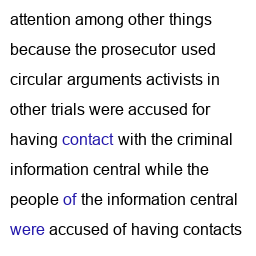 attention among other things
because the prosecutor used
circular arguments activists in
other trials were accused for
having contact with the criminal
information central while the
people of the information central
were accused of having contacts